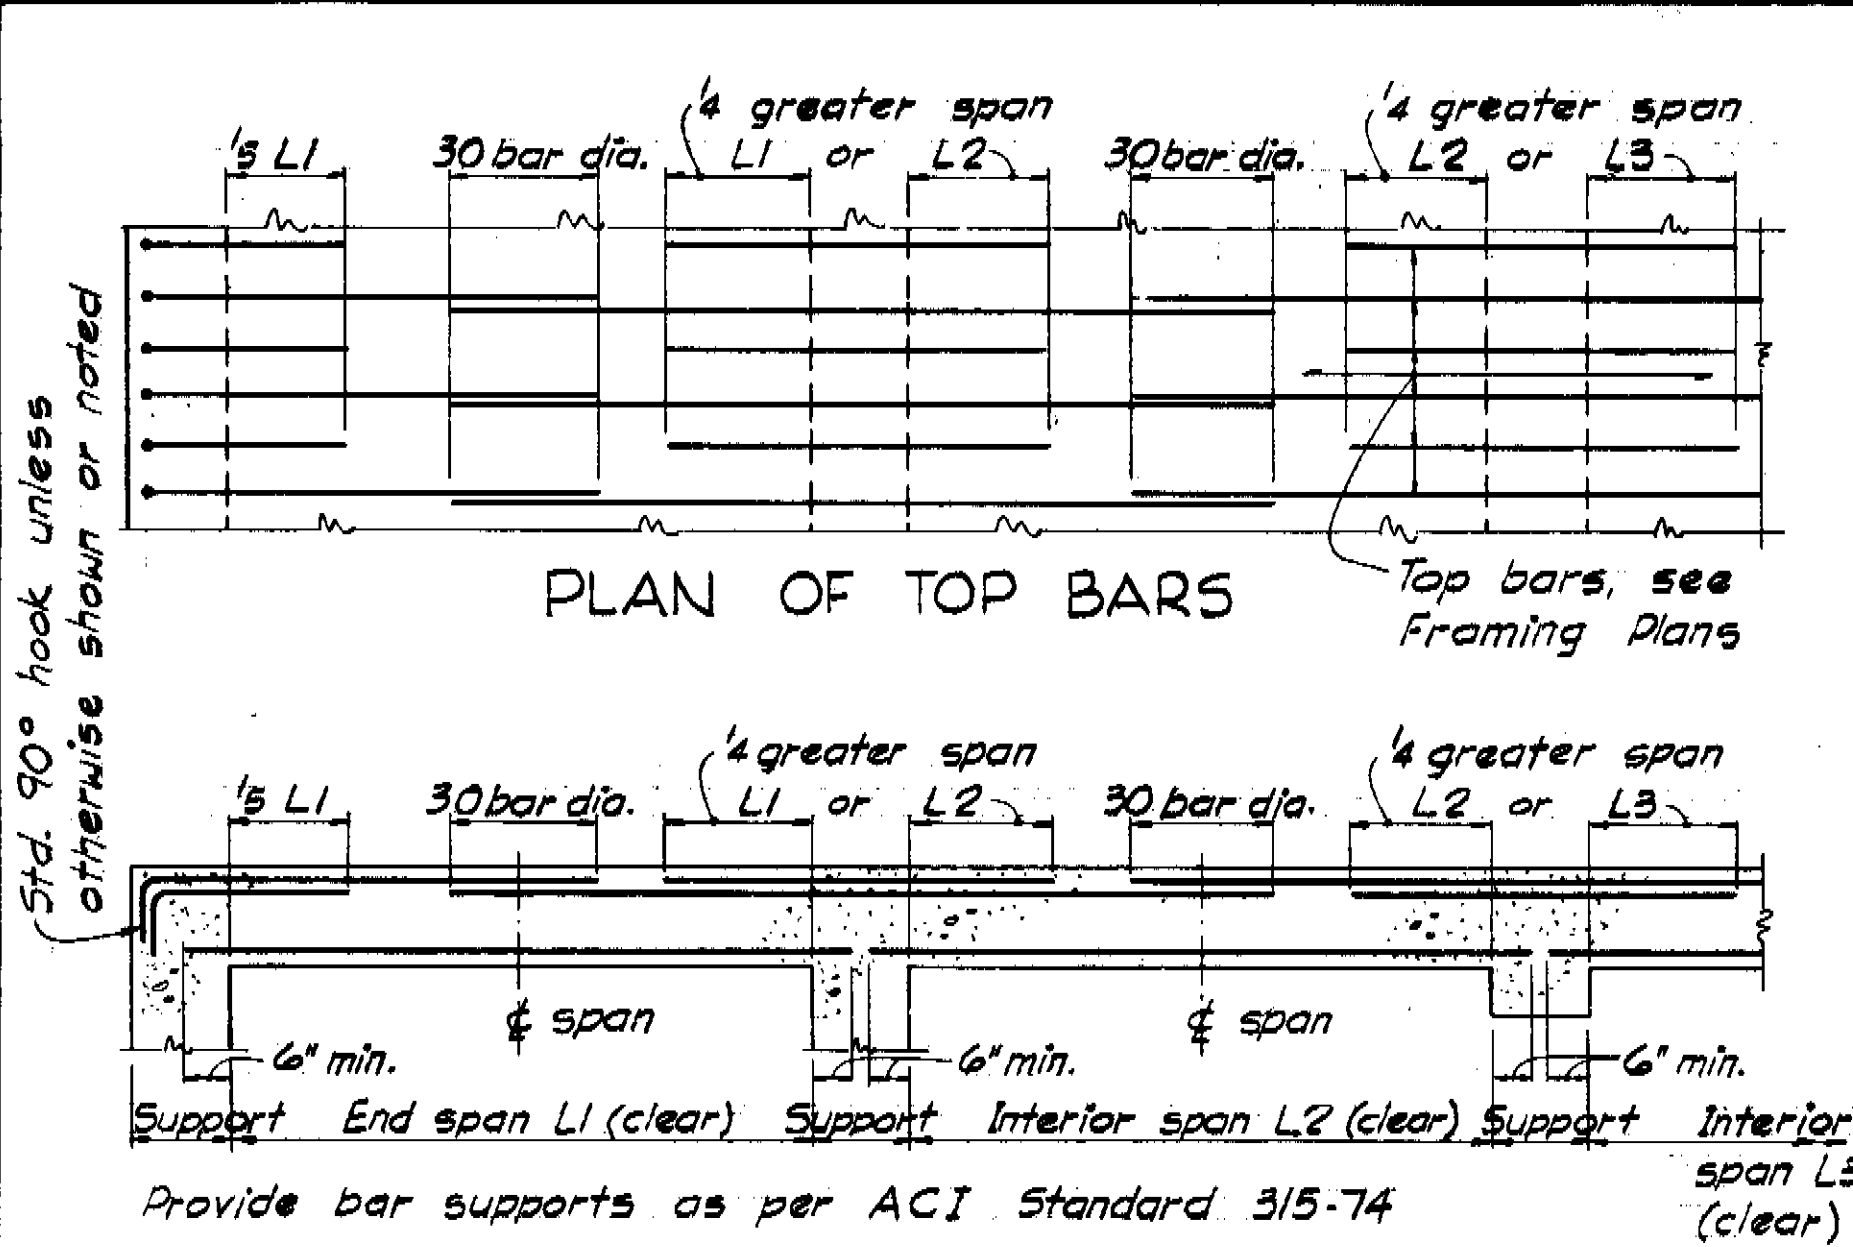 1/4 greater span
1/4 greater span
1/5 L1
30 bar dia.
L1 or L2
30 bar dia.
L2 or L3
Std. 90° hook unless
otherwise shown or noted
PLAN OF TOP BARS
Top bars, see
Framing Plans
1/4 greater span
1/4 greater span
1/5 L1
30 bar dia.
L1 or L2
30 bar dia.
L2 or L3
℄ span
℄ span
6" min.
6" min.
6" min.
Support
End span L1 (clear)
Support
Interior span L2 (clear)
Support
Interior
span L3
(clear)
Provide bar supports as per ACI Standard 315-74